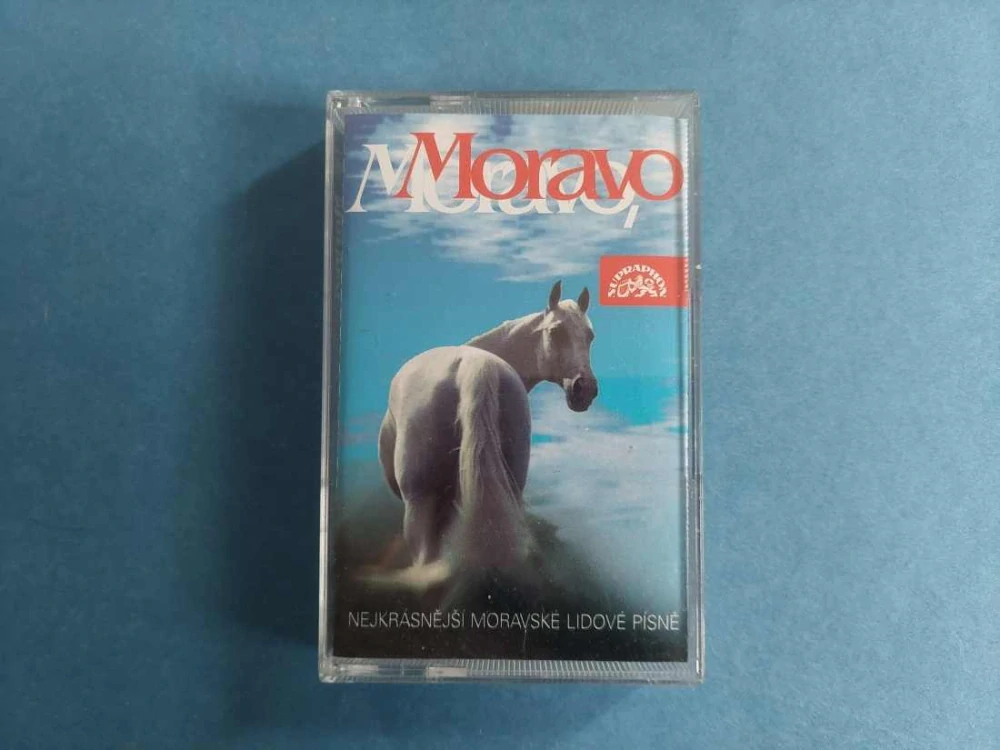 Moravo,
Moravo
SUPRAPHON
NEJKRÁSNĚJŠÍ MORAVSKÉ LIDOVÉ PÍSNĚ